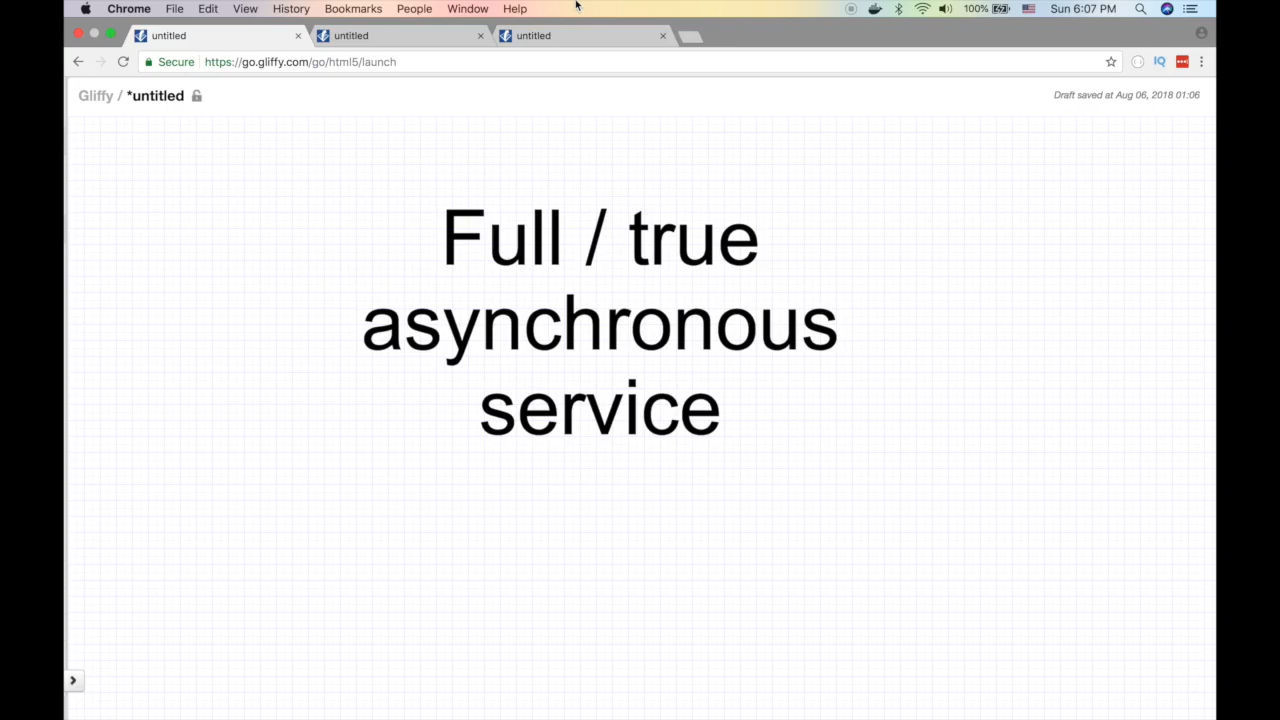 Chrome File Edit View History Bookmarks People Window Help 100% Sun 6:07 PM
untitled untitled untitled
Secure https://go.gliffy.com/go/html5/launch IQ
Gliffy / *untitled Draft saved at Aug 06, 2018 01:06
Full / true
asynchronous
service